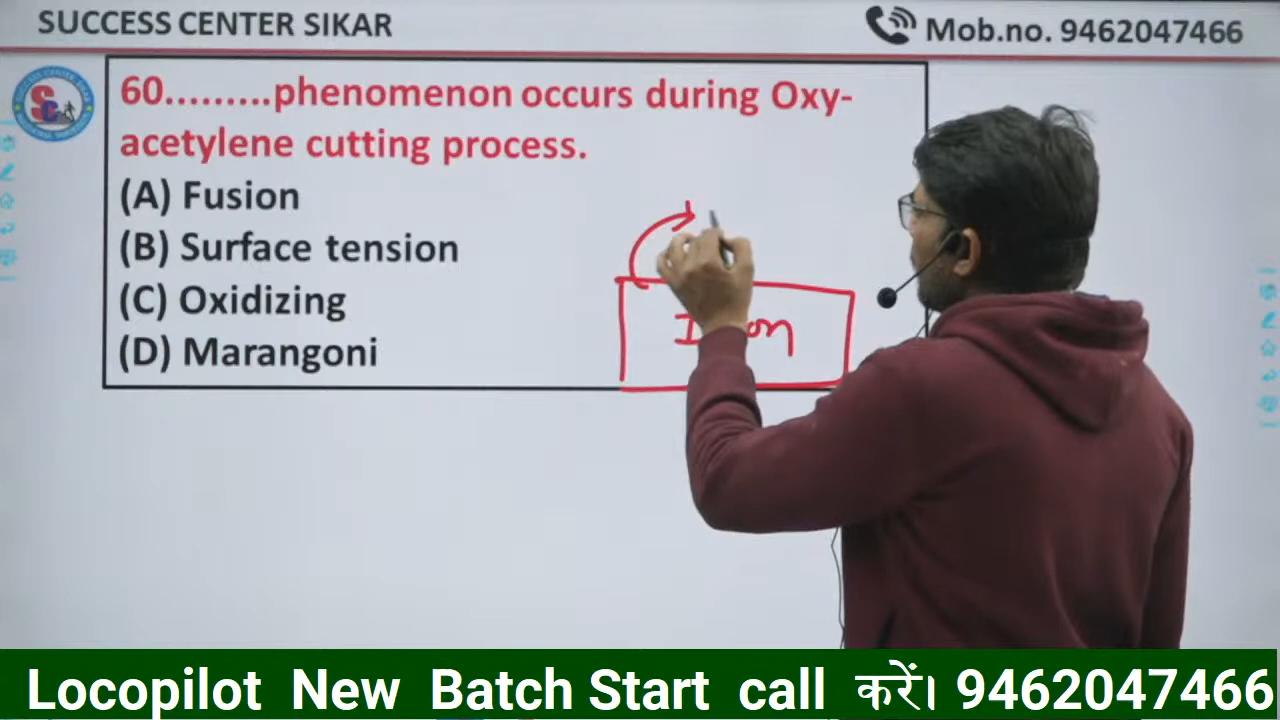 SUCCESS CENTER SIKAR
Mob.no. 9462047466
60.........phenomenon occurs during Oxy-
acetylene cutting process.
(A) Fusion
(B) Surface tension
(C) Oxidizing
(D) Marangoni
Locopilot New Batch Start call करें। 9462047466